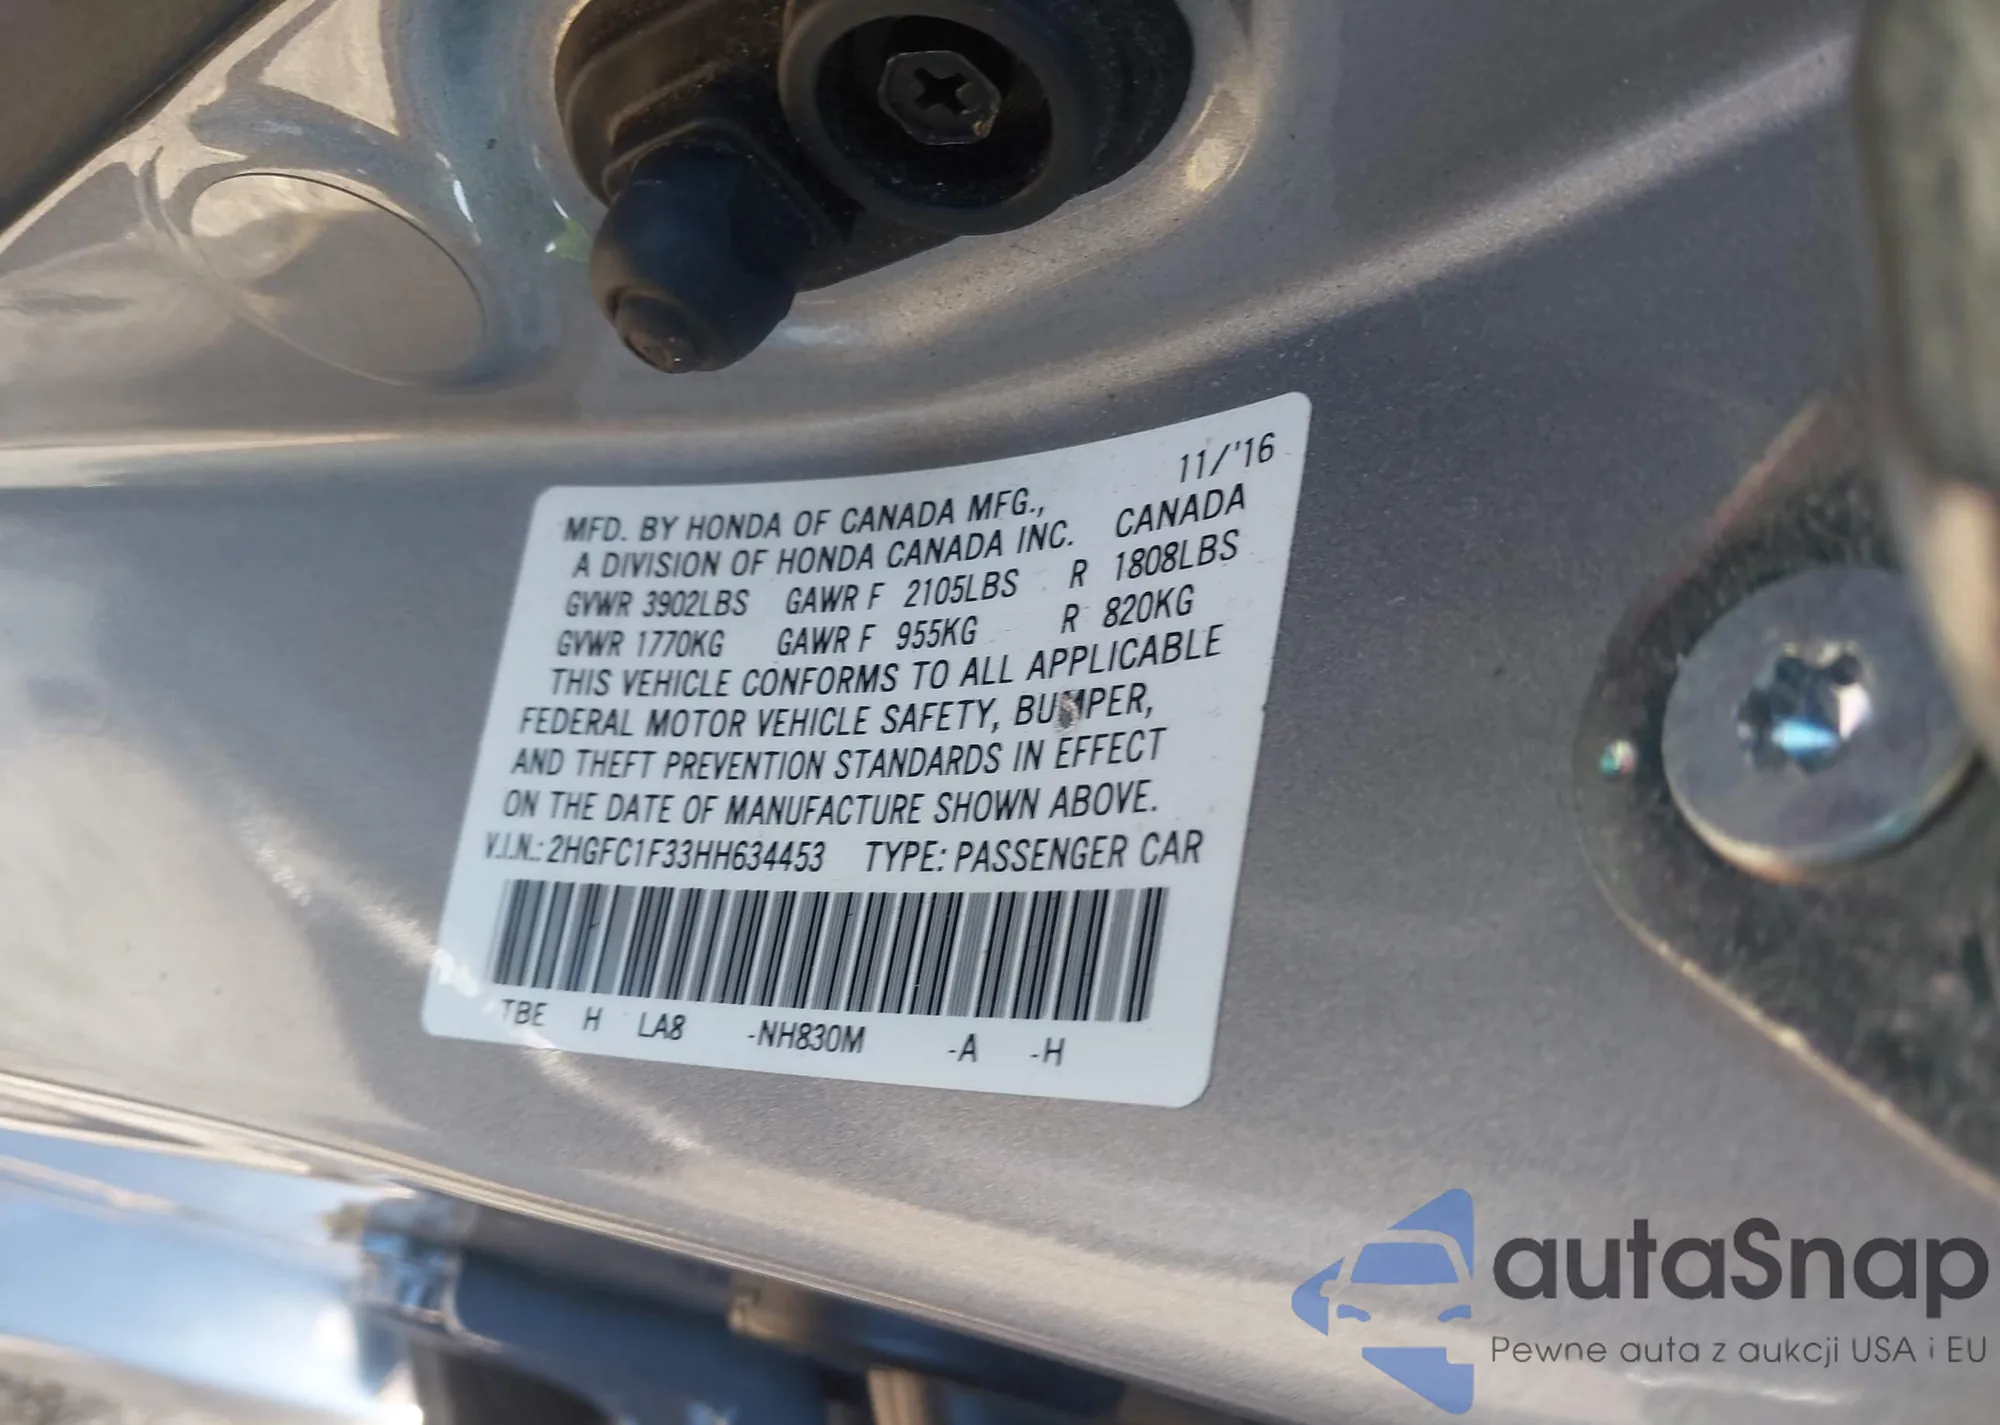 11/'16
MFD. BY HONDA OF CANADA MFG.,
A DIVISION OF HONDA CANADA INC. CANADA
GVWR 3902LBS GAWR F 2105LBS R 1808LBS
GVWR 1770KG GAWR F 955KG R 820KG
THIS VEHICLE CONFORMS TO ALL APPLICABLE
FEDERAL MOTOR VEHICLE SAFETY, BUMPER,
AND THEFT PREVENTION STANDARDS IN EFFECT
ON THE DATE OF MANUFACTURE SHOWN ABOVE.
V.I.N.: 2HGFC1F33HH634453 TYPE: PASSENGER CAR
TBE H LA8 -NH830M -A -H
autaSnap
Pewne auta z aukcji USA i EU